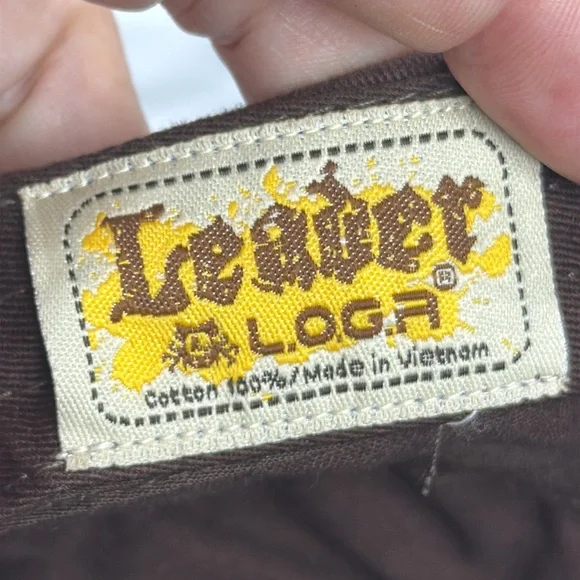 Leader ®
L.O.G.A
Cotton 100%/Made in Vietnam